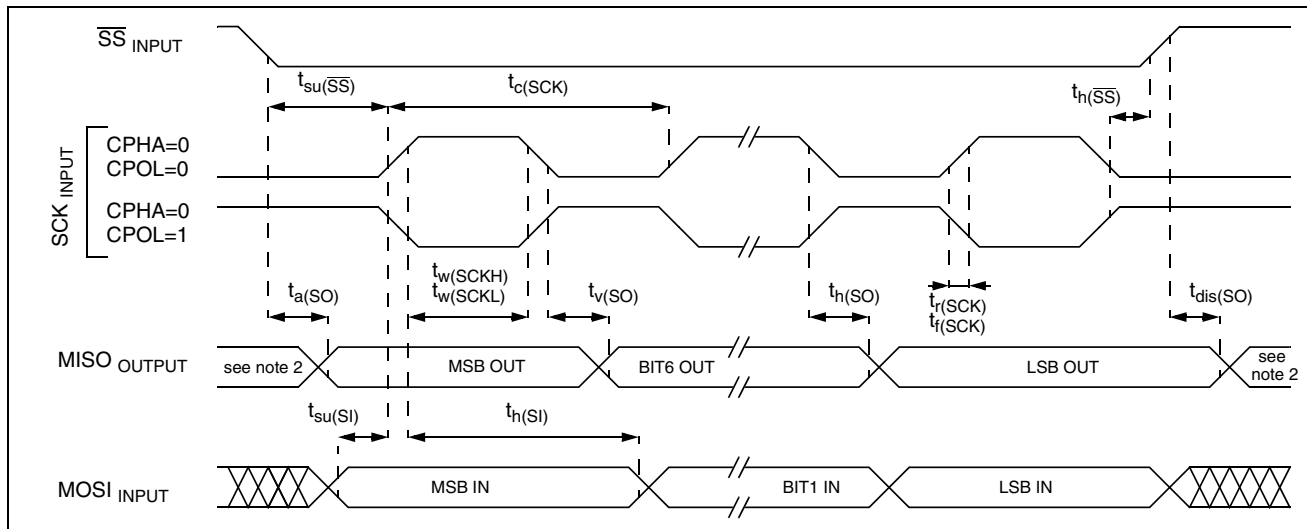 SS INPUT
tsu(SS)
tc(SCK)
th(SS)
SCK INPUT
CPHA=0
CPOL=0
CPHA=0
CPOL=1
ta(SO)
tw(SCKH)
tw(SCKL)
tv(SO)
th(SO)
tr(SCK)
tf(SCK)
tdis(SO)
MISO OUTPUT
see note 2
MSB OUT
BIT6 OUT
LSB OUT
see
note 2
tsu(SI)
th(SI)
MOSI INPUT
MSB IN
BIT1 IN
LSB IN